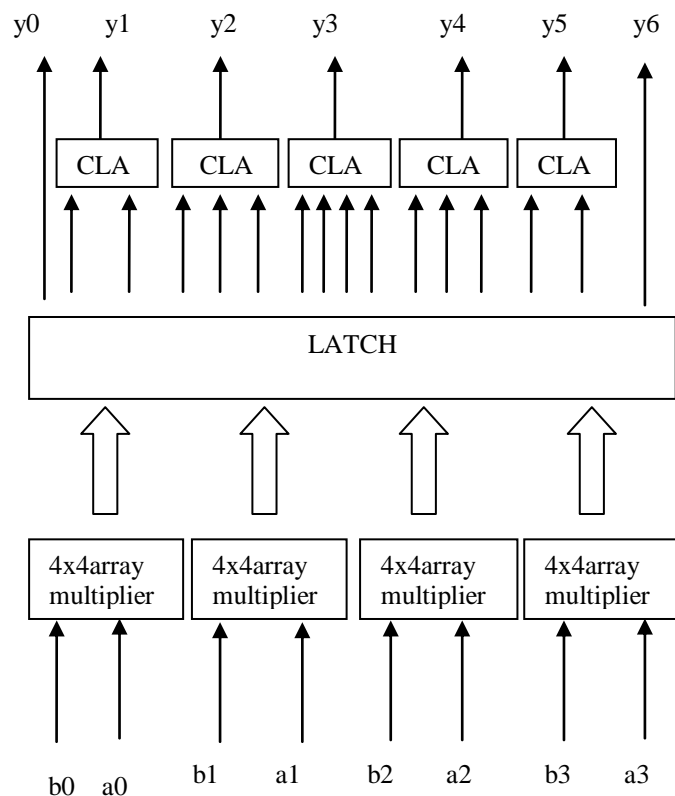 y0 y1 y2 y3 y4 y5 y6
CLA CLA CLA CLA CLA
LATCH
4x4array 4x4array 4x4array 4x4array
multiplier multiplier multiplier multiplier
b0 a0 b1 a1 b2 a2 b3 a3